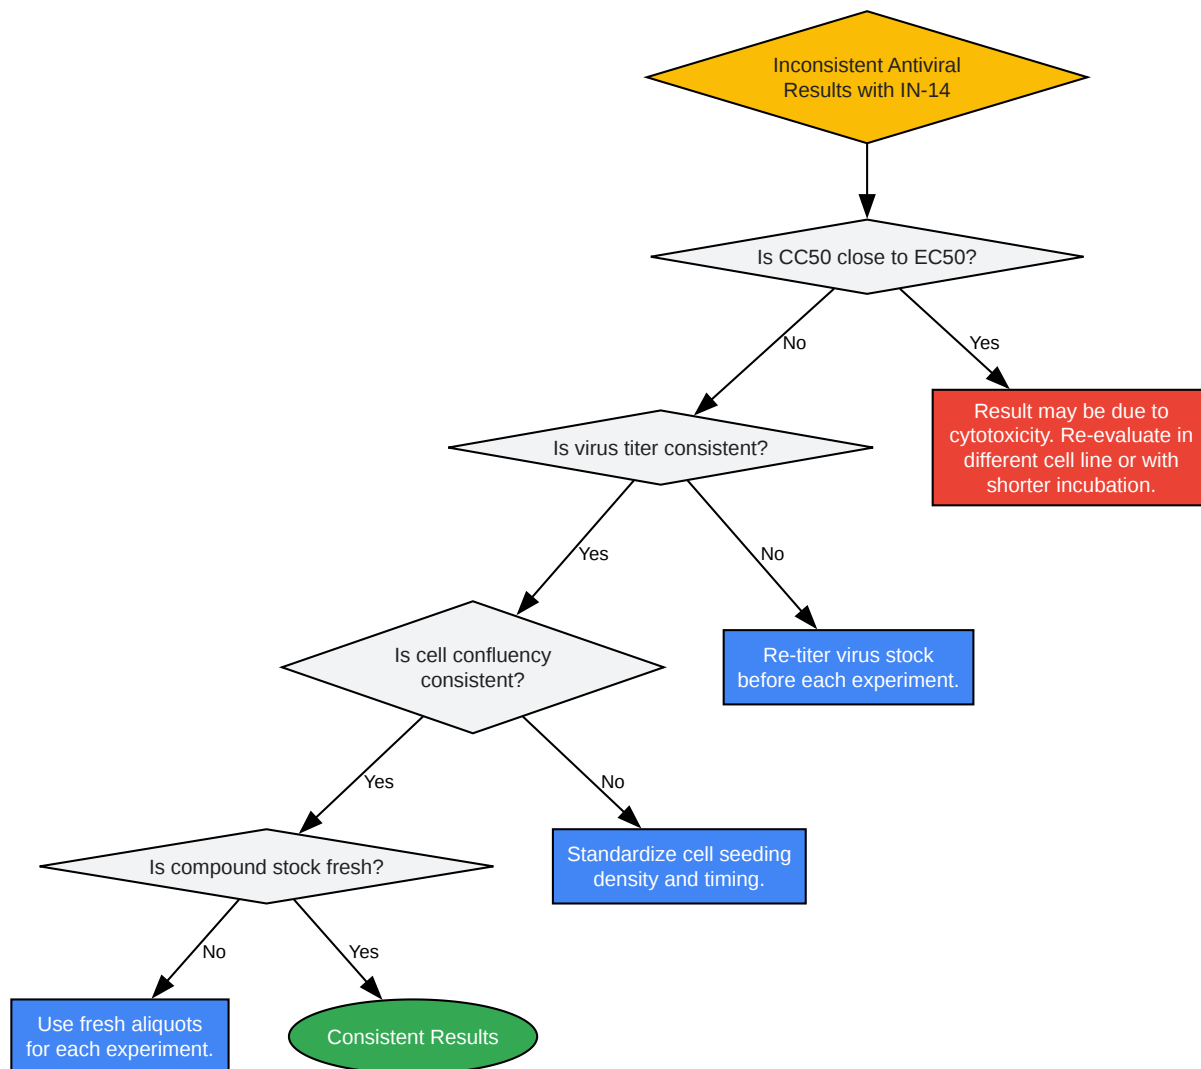 Inconsistent Antiviral
Results with IN-14
Is CC50 close to EC50?
No
Yes
Result may be due to
cytotoxicity. Re-evaluate in
different cell line or with
shorter incubation.
Is virus titer consistent?
Yes
No
Re-titer virus stock
before each experiment.
Is cell confluency
consistent?
Yes
No
Standardize cell seeding
density and timing.
Is compound stock fresh?
No
Yes
Use fresh aliquots
for each experiment.
Consistent Results